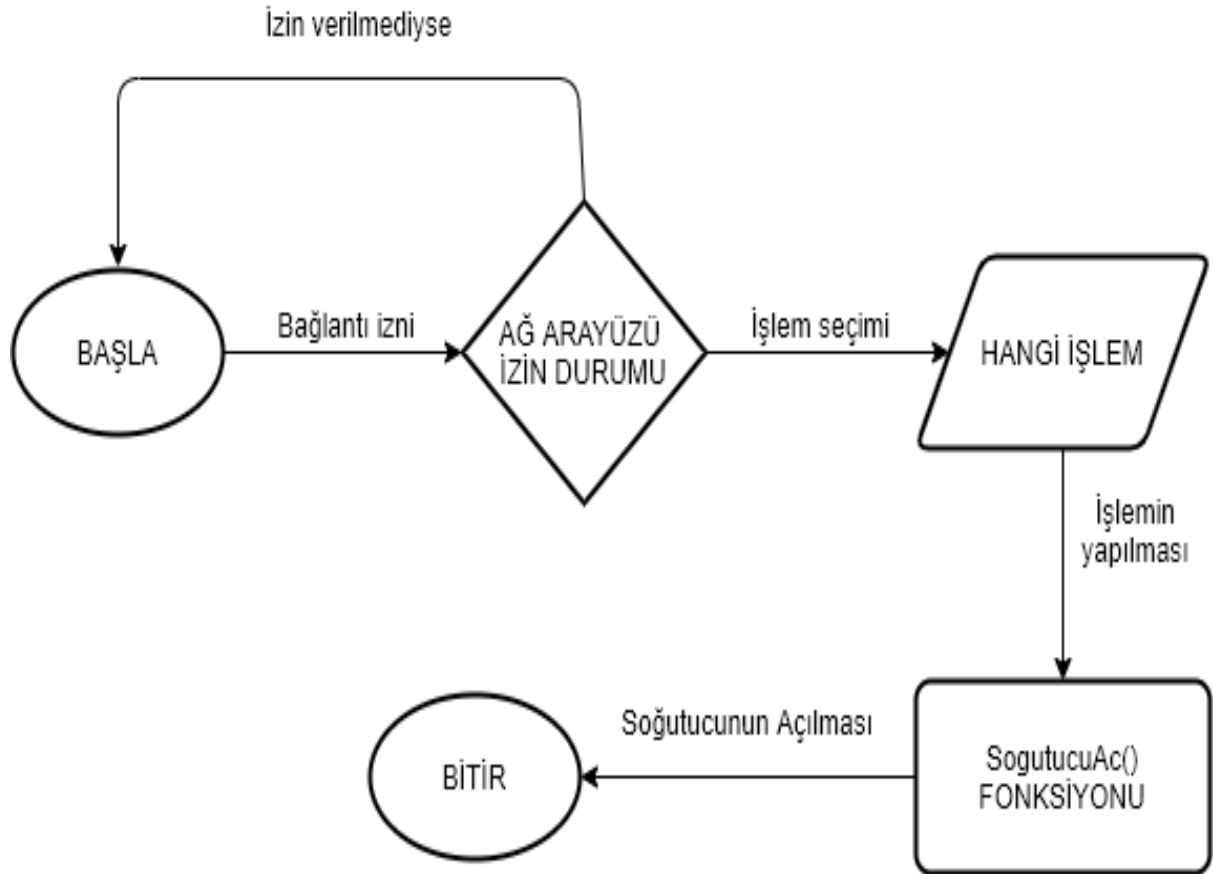 İzin verilmediyse
BAŞLA
Bağlantı izni
AĞ ARAYÜZÜ
İZİN DURUMU
İşlem seçimi
HANGİ İŞLEM
İşlemin
yapılması
SogutucuAc()
FONKSİYONU
Soğutucunun Açılması
BİTİR